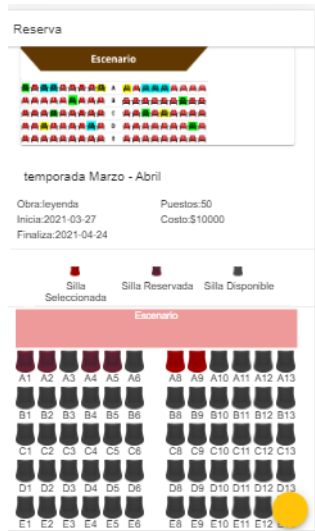 Reserva
Escenario
A
B
C
D
E
temporada Marzo - Abril
Obra:leyenda Puestos:50
Inicia:2021-03-27 Costo:$10000
Finaliza:2021-04-24
Silla Seleccionada Silla Reservada Silla Disponible
Escenario
A1 A2 A3 A4 A5 A6 A8 A9 A10 A11 A12 A13
B1 B2 B3 B4 B5 B6 B8 B9 B10 B11 B12 B13
C1 C2 C3 C4 C5 C6 C8 C9 C10 C11 C12 C13
D1 D2 D3 D4 D5 D6 D8 D9 D10 D11 D12 D13
E1 E2 E3 E4 E5 E6 E8 E9 E10 E11 E12